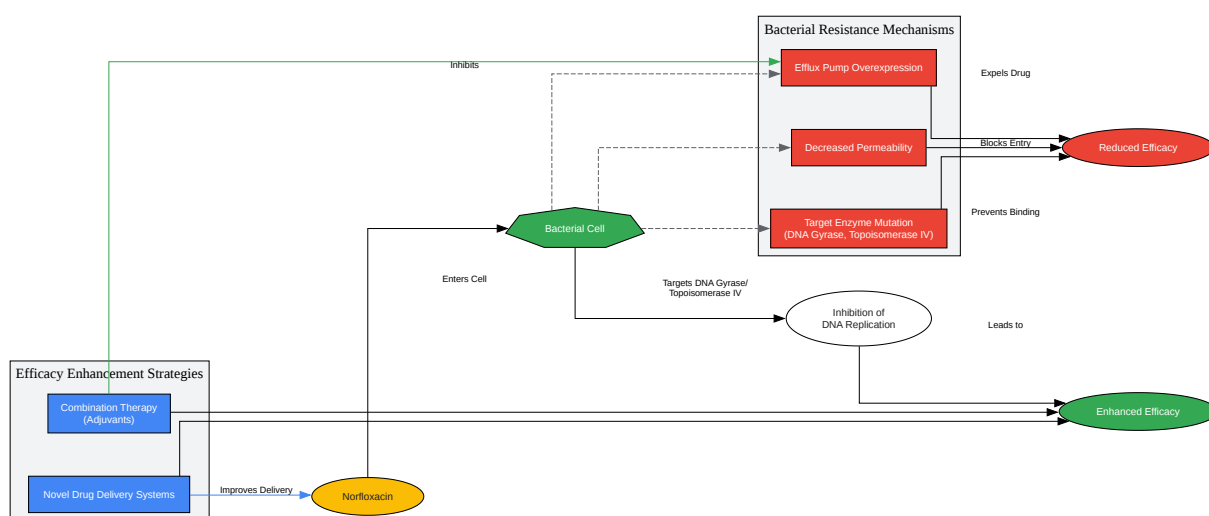 Bacterial Resistance Mechanisms
Inhibits
Efflux Pump Overexpression
Expels Drug
Decreased Permeability
Blocks Entry
Reduced Efficacy
Prevents Binding
Target Enzyme Mutation
(DNA Gyrase, Topoisomerase IV)
Bacterial Cell
Enters Cell
Targets DNA Gyrase/
Topoisomerase IV
Inhibition of
DNA Replication
Leads to
Efficacy Enhancement Strategies
Combination Therapy
(Adjuvants)
Enhanced Efficacy
Novel Drug Delivery Systems
Improves Delivery
Norfloxacin